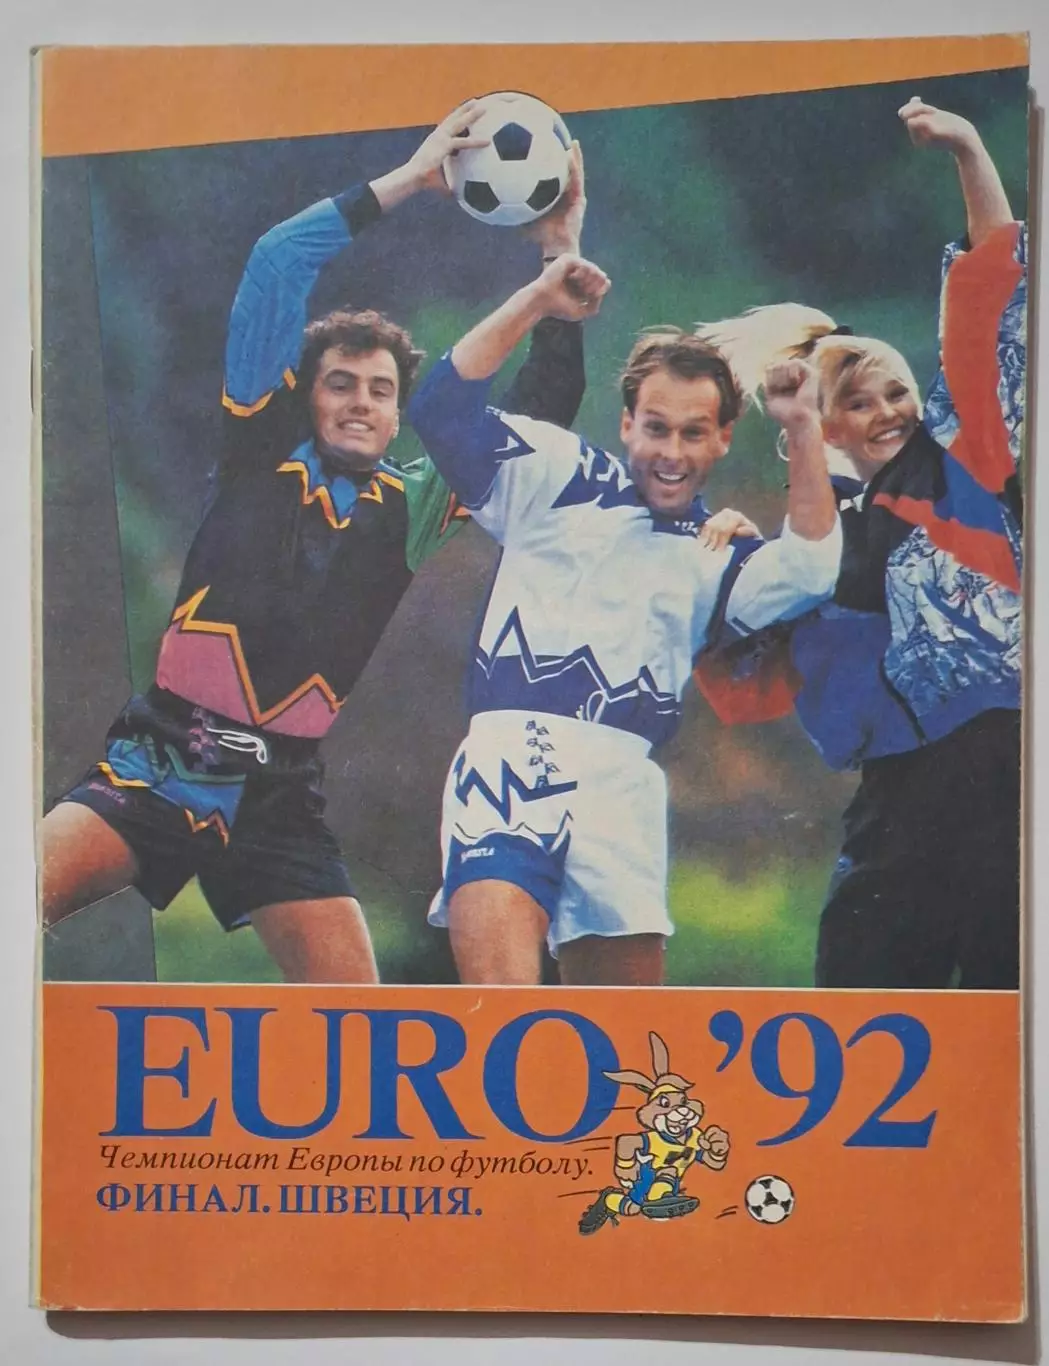 EURO '92
Чемпионат Европы по футболу.
ФИНАЛ. ШВЕЦИЯ.